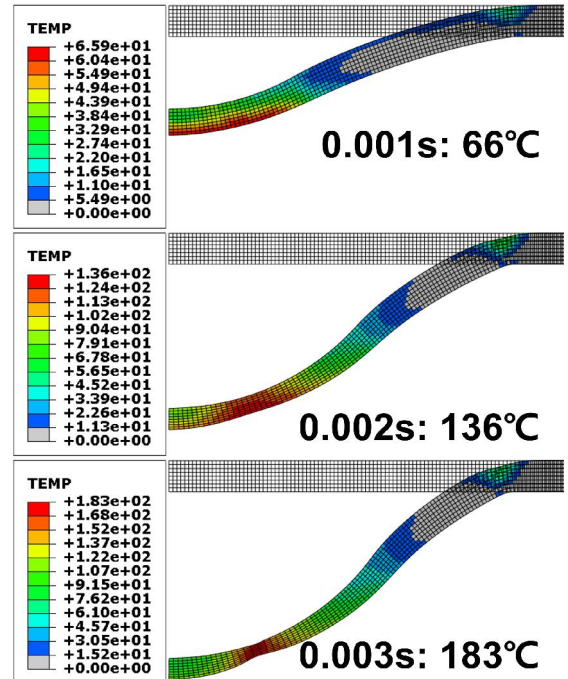 TEMP
+6.59e+01
+6.04e+01
+5.49e+01
+4.94e+01
+4.39e+01
+3.84e+01
+3.29e+01
+2.74e+01
+2.20e+01
+1.65e+01
+1.10e+01
+5.49e+00
+0.00e+00
0.001s: 66℃
TEMP
+1.36e+02
+1.24e+02
+1.13e+02
+1.02e+02
+9.04e+01
+7.91e+01
+6.78e+01
+5.65e+01
+4.52e+01
+3.39e+01
+2.26e+01
+1.13e+01
+0.00e+00
0.002s: 136℃
TEMP
+1.83e+02
+1.68e+02
+1.52e+02
+1.37e+02
+1.22e+02
+1.07e+02
+9.15e+01
+7.62e+01
+6.10e+01
+4.57e+01
+3.05e+01
+1.52e+01
+0.00e+00
0.003s: 183℃